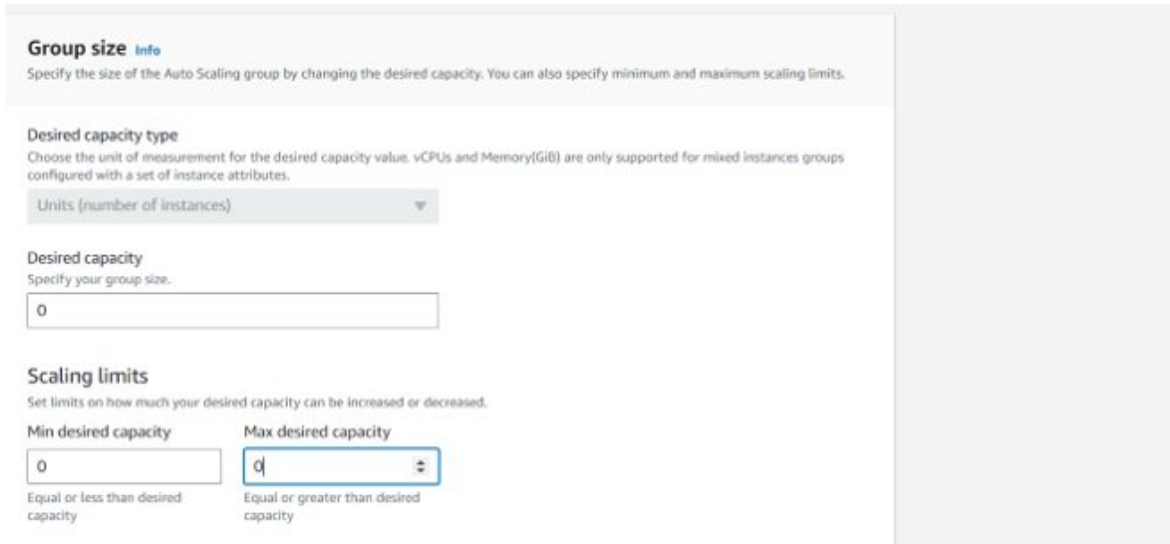 Group size Info
Specify the size of the Auto Scaling group by changing the desired capacity. You can also specify minimum and maximum scaling limits.
Desired capacity type
Choose the unit of measurement for the desired capacity value. vCPUs and Memory(GiB) are only supported for mixed instances groups
configured with a set of instance attributes.
Units (number of instances)
Desired capacity
Specify your group size.
0
Scaling limits
Set limits on how much your desired capacity can be increased or decreased.
Min desired capacity Max desired capacity
0 0
Equal or less than desired Equal or greater than desired
capacity capacity